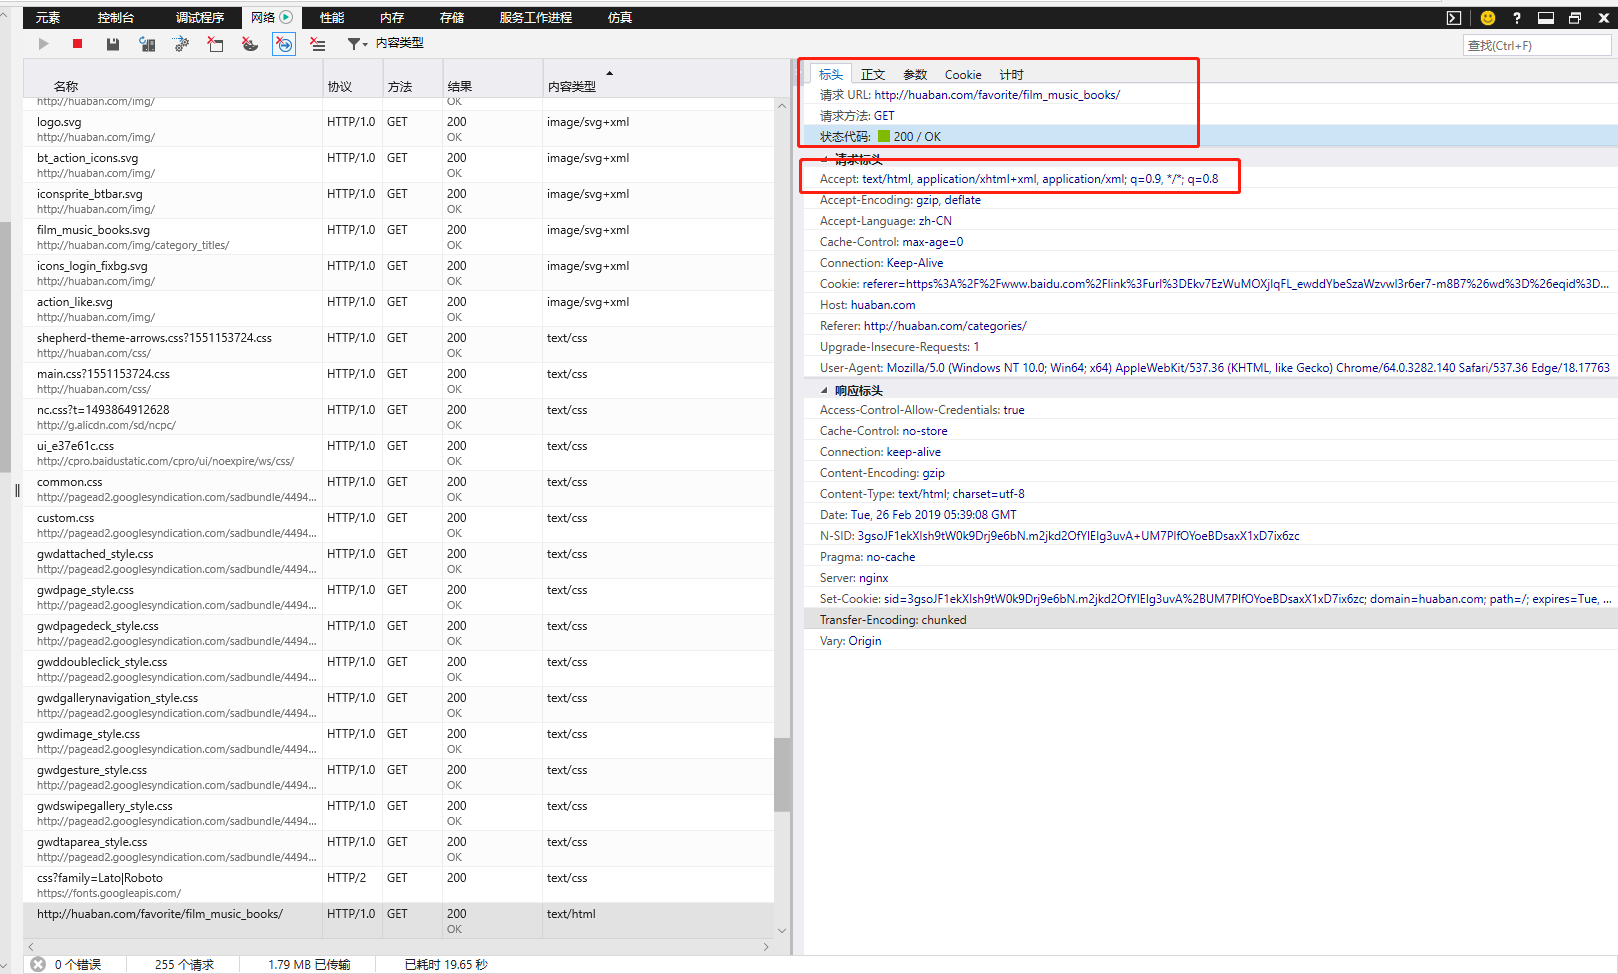 元素 控制台 调试程序 网络 性能 内存 存储 服务工作进程 仿真
内容类型
查找(Ctrl+F)
名称 协议 方法 结果 内容类型
http://huaban.com/img/ OK
logo.svg HTTP/1.0 GET 200 image/svg+xml
http://huaban.com/img/ OK
bt_action_icons.svg HTTP/1.0 GET 200 image/svg+xml
http://huaban.com/img/ OK
iconsprite_btbar.svg HTTP/1.0 GET 200 image/svg+xml
http://huaban.com/img/ OK
film_music_books.svg HTTP/1.0 GET 200 image/svg+xml
http://huaban.com/img/category_titles/ OK
icons_login_fixbg.svg HTTP/1.0 GET 200 image/svg+xml
http://huaban.com/img/ OK
action_like.svg HTTP/1.0 GET 200 image/svg+xml
http://huaban.com/img/ OK
shepherd-theme-arrows.css?1551153724.css HTTP/1.0 GET 200 text/css
http://huaban.com/css/ OK
main.css?1551153724.css HTTP/1.0 GET 200 text/css
http://huaban.com/css/ OK
nc.css?t=1493864912628 HTTP/1.0 GET 200 text/css
http://g.alicdn.com/sd/ncpc/ OK
ui_e37e61c.css HTTP/1.0 GET 200 text/css
http://cpro.baidustatic.com/cpro/ui/noexpire/ws/css/ OK
common.css HTTP/1.0 GET 200 text/css
http://pagead2.googlesyndication.com/sadbundle/4494... OK
custom.css HTTP/1.0 GET 200 text/css
http://pagead2.googlesyndication.com/sadbundle/4494... OK
gwdattached_style.css HTTP/1.0 GET 200 text/css
http://pagead2.googlesyndication.com/sadbundle/4494... OK
gwdpage_style.css HTTP/1.0 GET 200 text/css
http://pagead2.googlesyndication.com/sadbundle/4494... OK
gwdpagedeck_style.css HTTP/1.0 GET 200 text/css
http://pagead2.googlesyndication.com/sadbundle/4494... OK
gwddoubleclick_style.css HTTP/1.0 GET 200 text/css
http://pagead2.googlesyndication.com/sadbundle/4494... OK
gwdgallerynavigation_style.css HTTP/1.0 GET 200 text/css
http://pagead2.googlesyndication.com/sadbundle/4494... OK
gwdimage_style.css HTTP/1.0 GET 200 text/css
http://pagead2.googlesyndication.com/sadbundle/4494... OK
gwdgesture_style.css HTTP/1.0 GET 200 text/css
http://pagead2.googlesyndication.com/sadbundle/4494... OK
gwdswipegallery_style.css HTTP/1.0 GET 200 text/css
http://pagead2.googlesyndication.com/sadbundle/4494... OK
gwdtaparea_style.css HTTP/1.0 GET 200 text/css
http://pagead2.googlesyndication.com/sadbundle/4494... OK
css?family=Lato|Roboto HTTP/2 GET 200 text/css
https://fonts.googleapis.com/
http://huaban.com/favorite/film_music_books/ HTTP/1.0 GET 200 text/html
OK
0 个错误 255 个请求 1.79 MB 已传输 已耗时 19.65 秒
标头 正文 参数 Cookie 计时
请求 URL: http://huaban.com/favorite/film_music_books/
请求方法: GET
状态代码: 200 / OK
请求标头
Accept: text/html, application/xhtml+xml, application/xml; q=0.9, */*; q=0.8
Accept-Encoding: gzip, deflate
Accept-Language: zh-CN
Cache-Control: max-age=0
Connection: Keep-Alive
Cookie: referer=https%3A%2F%2Fwww.baidu.com%2Flink%3Furl%3DEkv7EzWuMOXjIqFL_ewddYbeSzaWzvwl3r6er7-m8B7%26wd%3D%26eqid%3D...
Host: huaban.com
Referer: http://huaban.com/categories/
Upgrade-Insecure-Requests: 1
User-Agent: Mozilla/5.0 (Windows NT 10.0; Win64; x64) AppleWebKit/537.36 (KHTML, like Gecko) Chrome/64.0.3282.140 Safari/537.36 Edge/18.17763
响应标头
Access-Control-Allow-Credentials: true
Cache-Control: no-store
Connection: keep-alive
Content-Encoding: gzip
Content-Type: text/html; charset=utf-8
Date: Tue, 26 Feb 2019 05:39:08 GMT
N-SID: 3gsoJF1ekXlsh9tW0k9Drj9e6bN.m2jkd2OfYIEIg3uvA+UM7PlfOYoeBDsaxX1xD7ix6zc
Pragma: no-cache
Server: nginx
Set-Cookie: sid=3gsoJF1ekXlsh9tW0k9Drj9e6bN.m2jkd2OfYIEIg3uvA%2BUM7PlfOYoeBDsaxX1xD7ix6zc; domain=huaban.com; path=/; expires=Tue, ...
Transfer-Encoding: chunked
Vary: Origin